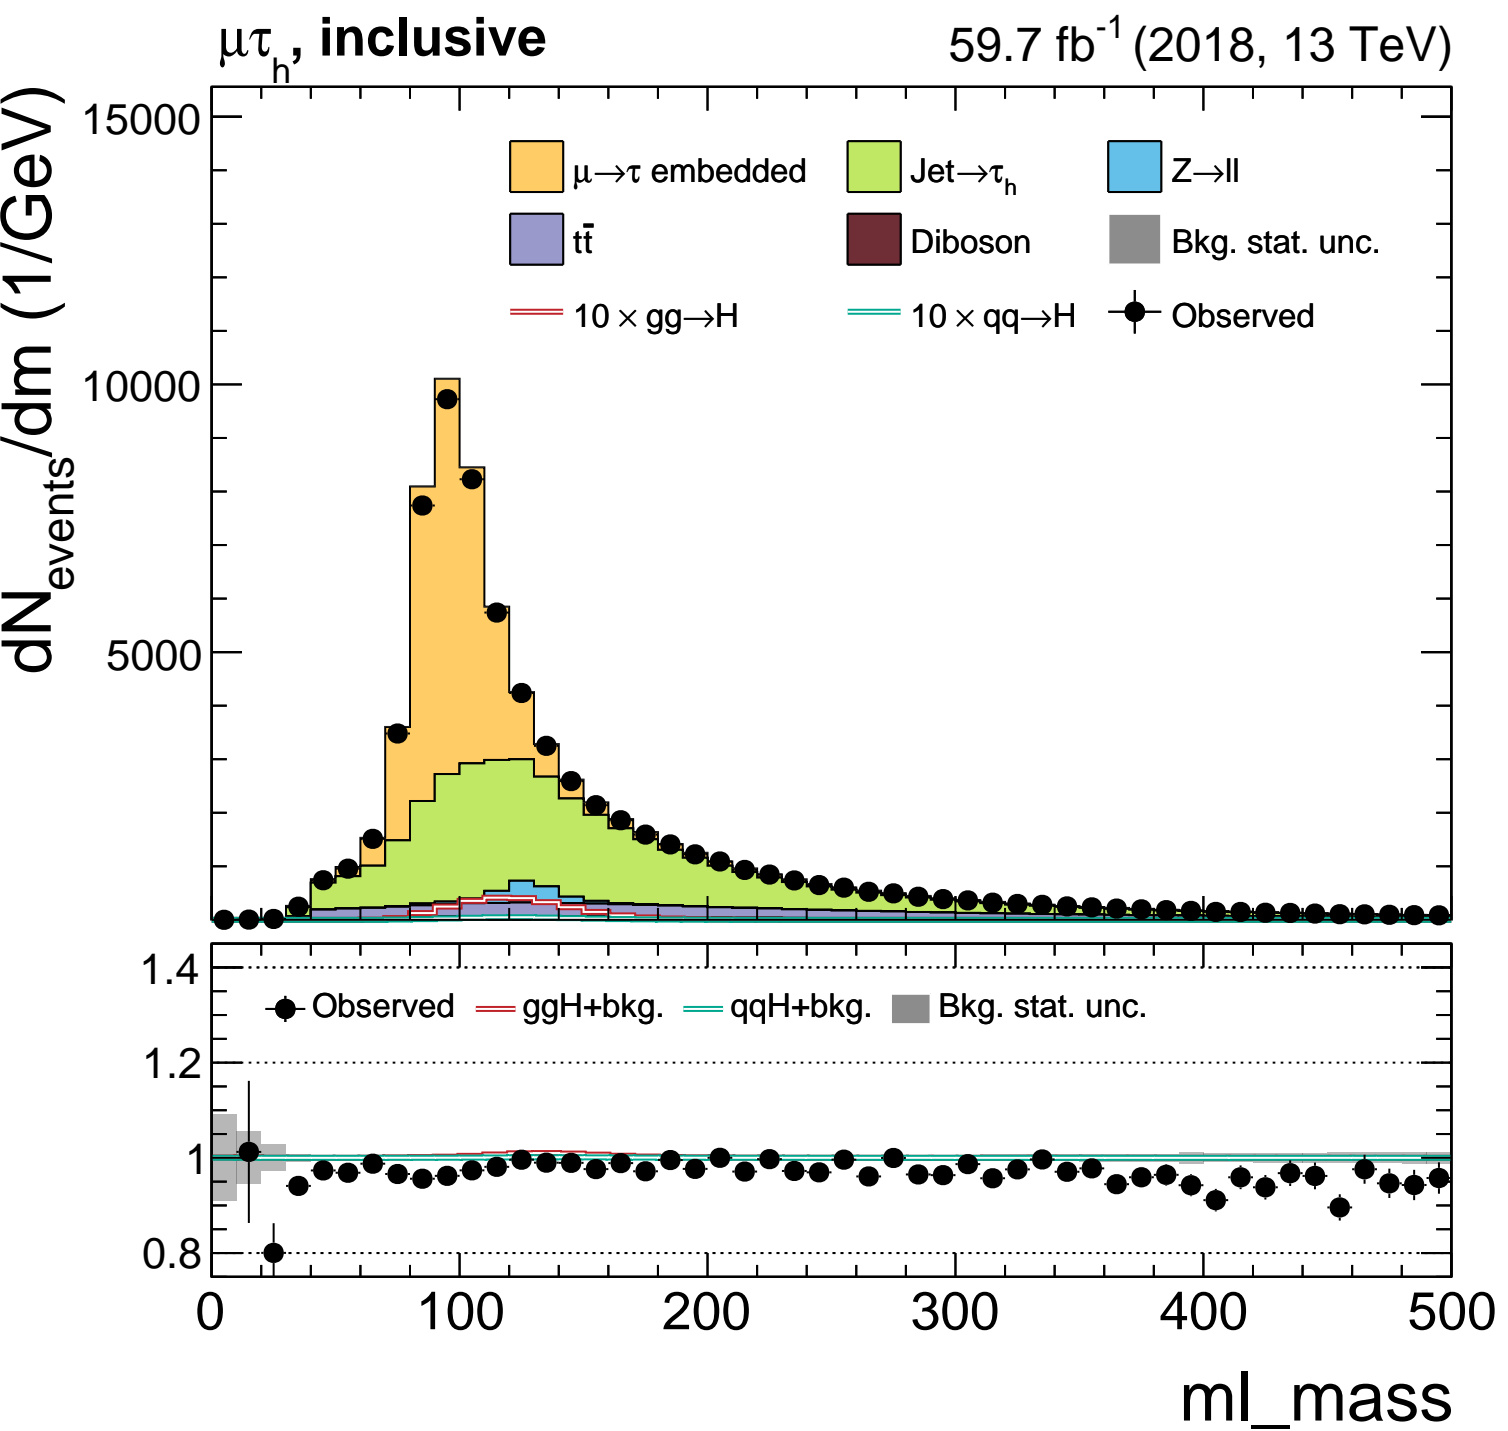 μτh, inclusive
59.7 fb-1 (2018, 13 TeV)
dNevents/dm (1/GeV)
15000
10000
5000
μ→τ embedded
Jet→τh
Z→ll
tt̄
Diboson
Bkg. stat. unc.
10 × gg→H
10 × qq→H
Observed
1.4
1.2
1
0.8
Observed
ggH+bkg.
qqH+bkg.
Bkg. stat. unc.
0 100 200 300 400 500
ml_mass